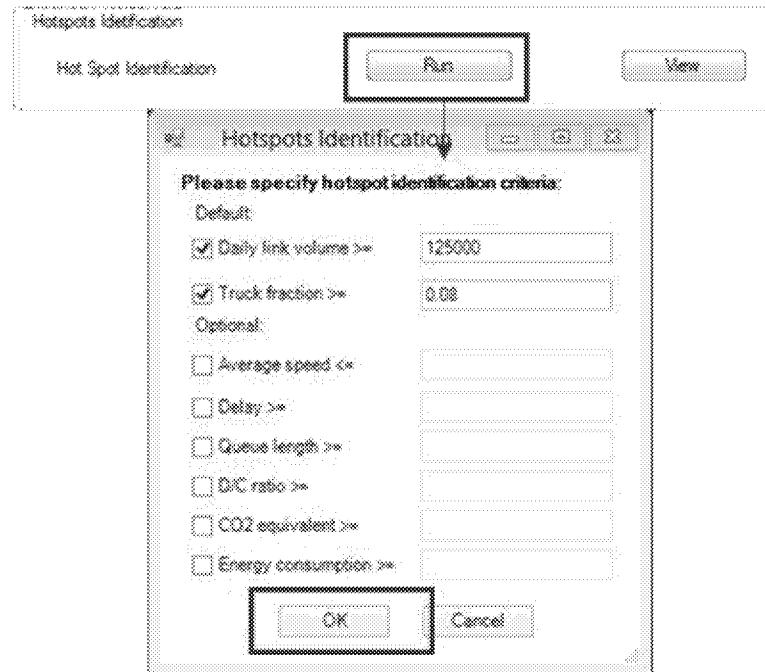 Hotspots Idetification
Hot Spot Identification
Run
View
Hotspots Identification
Please specify hotspot identification criteria:
Default:
Daily link volume >= 125000
Truck fraction >= 0.08
Optional:
Average speed <=
Delay >=
Queue length >=
D/C ratio >=
CO2 equivalent >=
Energy consumption >=
OK
Cancel